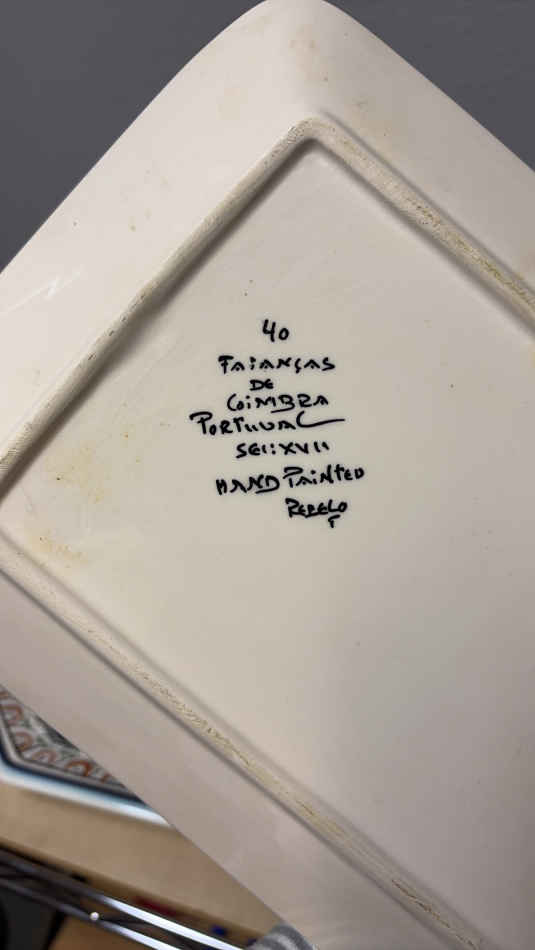 40
FAIANÇAS
DE
COIMBRA
PORTUGAL
SEC: XVII
HAND PAINTED
REBELO
T